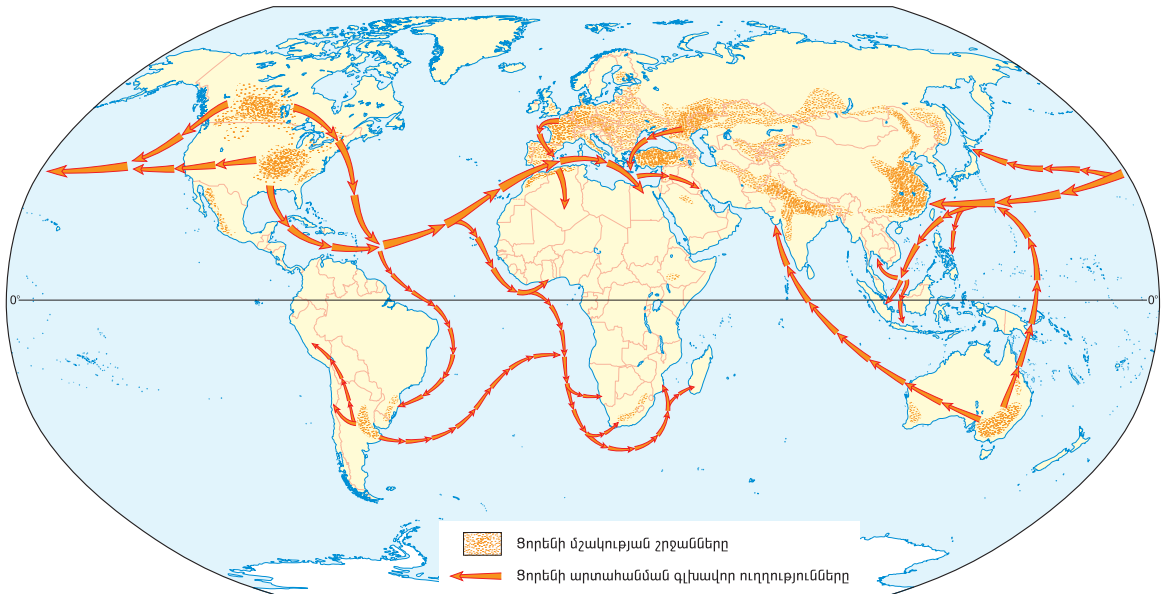 0° 0°
Ցորենի մշակության շրջանները
Ցորենի արտահանման գլխավոր ուղղությունները